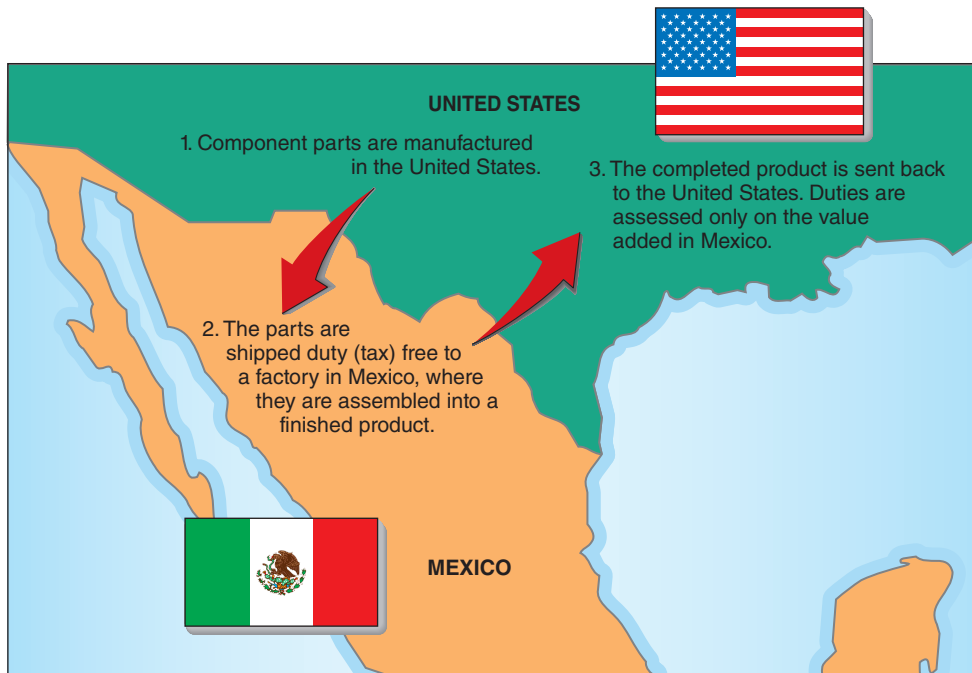 UNITED STATES
1. Component parts are manufactured
in the United States.
3. The completed product is sent back
to the United States. Duties are
assessed only on the value
added in Mexico.
2. The parts are
shipped duty (tax) free to
a factory in Mexico, where
they are assembled into a
finished product.
MEXICO